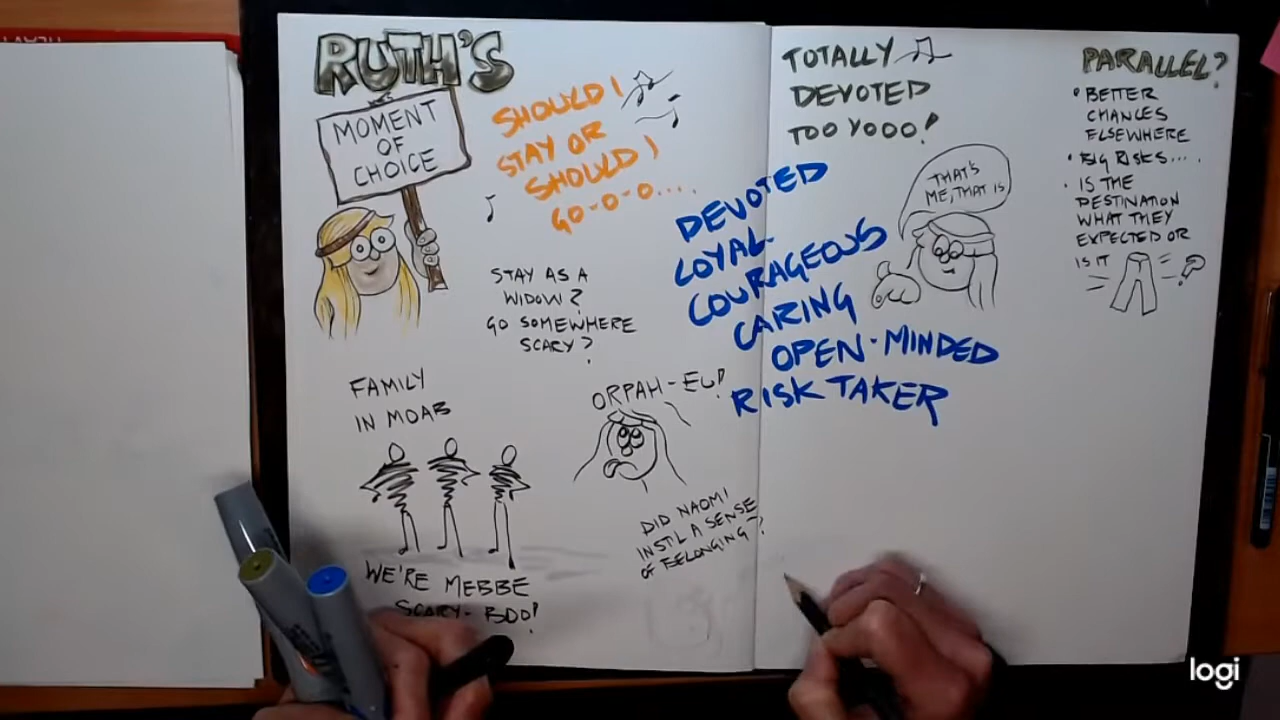 RUTH'S
MOMENT
OF
CHOICE
SHOULD I
STAY OR
SHOULD I
GO-O-O....
STAY AS A
WIDOW?
GO SOMEWHERE
SCARY?
FAMILY
IN MOAB
WE'RE MEBBE
SCARY- BOO!
ORPAH-EU!
DID NAOMI
INSTIL A SENSE
OF BELONGING?
DEVOTED
LOYAL
COURAGEOUS
CARING
OPEN-MINDED
RISK TAKER
TOTALLY
DEVOTED
TOO YOOO!
THAT'S
ME, THAT IS
PARALLEL?
• BETTER
CHANCES
ELSEWHERE
• BIG RISKS....
• IS THE
DESTINATION
WHAT THEY
EXPECTED OR
IS IT
?
logi